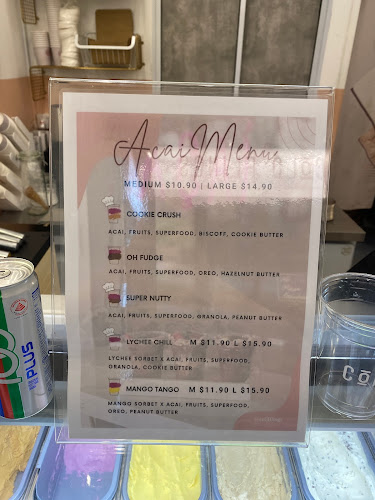 Acai Menu
MEDIUM $10.90 | LARGE $14.90
COOKIE CRUSH
ACAI, FRUITS, SUPERFOOD, BISCOFF, COOKIE BUTTER
OH FUDGE
ACAI, FRUITS, SUPERFOOD, OREO, HAZELNUT BUTTER
SUPER NUTTY
ACAI, FRUITS, SUPERFOOD, GRANOLA, PEANUT BUTTER
LYCHEE CHILL M $11.90 L $15.90
LYCHEE SORBET X ACAI, FRUITS, SUPERFOOD,
GRANOLA, COOKIE BUTTER
MANGO TANGO M $11.90 L $15.90
MANGO SORBET X ACAI, FRUITS, SUPERFOOD,
OREO, PEANUT BUTTER
100
PLUS